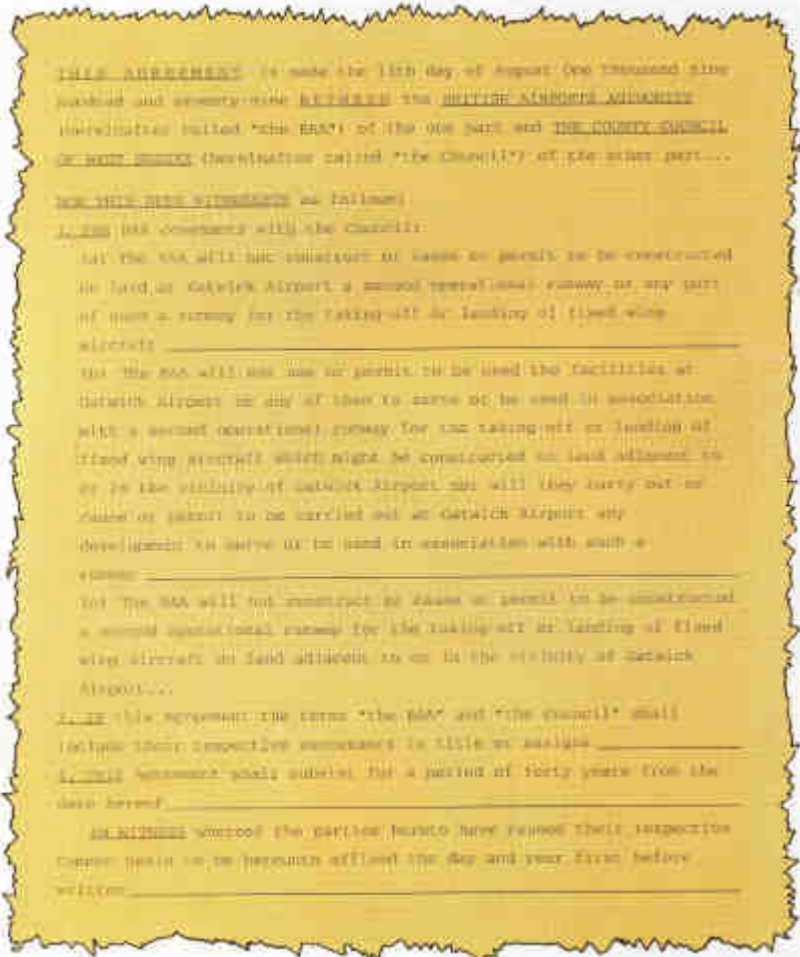 THIS AGREEMENT is made the day of August One thousand nine
hundred and seventy-nine BETWEEN the BRITISH AIRPORTS AUTHORITY
(hereinafter called "the BAA") of the one part and THE COUNTY COUNCIL
OF WEST SUSSEX (hereinafter called "the Council") of the other part...
NOW THIS DEED WITNESSETH as follows:
1. THE BAA covenants with the Council:
(a) The BAA will not construct or cause or permit to be constructed
on land at Gatwick Airport a second operational runway or any part
of such a runway for the taking-off or landing of fixed wing
aircraft
(b) The BAA will not use or permit to be used the facilities at
Gatwick Airport or any of them to serve or be used in association
with a second operational runway for the taking-off or landing of
fixed wing aircraft which might be constructed on land adjacent to
or in the vicinity of Gatwick Airport nor will they carry out or
cause or permit to be carried out at Gatwick Airport any
development to serve or be used in association with such a
runway
(c) The BAA will not construct or cause or permit to be constructed
a second operational runway for the taking-off or landing of fixed
wing aircraft on land adjacent to or in the vicinity of Gatwick
Airport...
2. IN this Agreement the terms "the BAA" and "the Council" shall
include their respective successors in title or assigns
3. THIS Agreement shall subsist for a period of forty years from the
date hereof
IN WITNESS whereof the parties hereto have caused their respective
Common Seals to be hereunto affixed the day and year first before
written